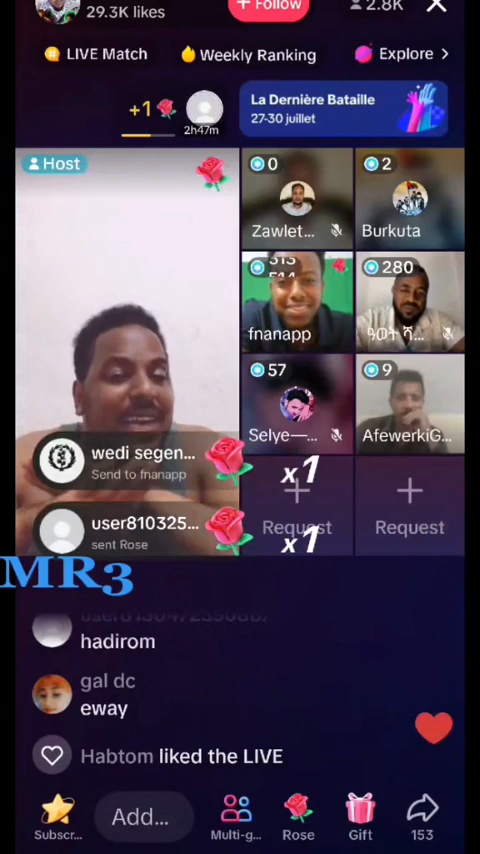 29.3K likes
+ Follow
2.8K
LIVE Match
Weekly Ranking
Explore
+1
2h47m
La Dernière Bataille
27-30 juillet
Host
0
Zawlet...
2
Burkuta
fnanapp
280
57
Selye—...
9
AfewerkiG...
wedi segen...
Send to fnanapp
x1
user810325...
sent Rose
x1
Request
Request
MR3
hadirom
gal dc
eway
Habtom liked the LIVE
Subscr...
Add...
Multi-g...
Rose
Gift
153